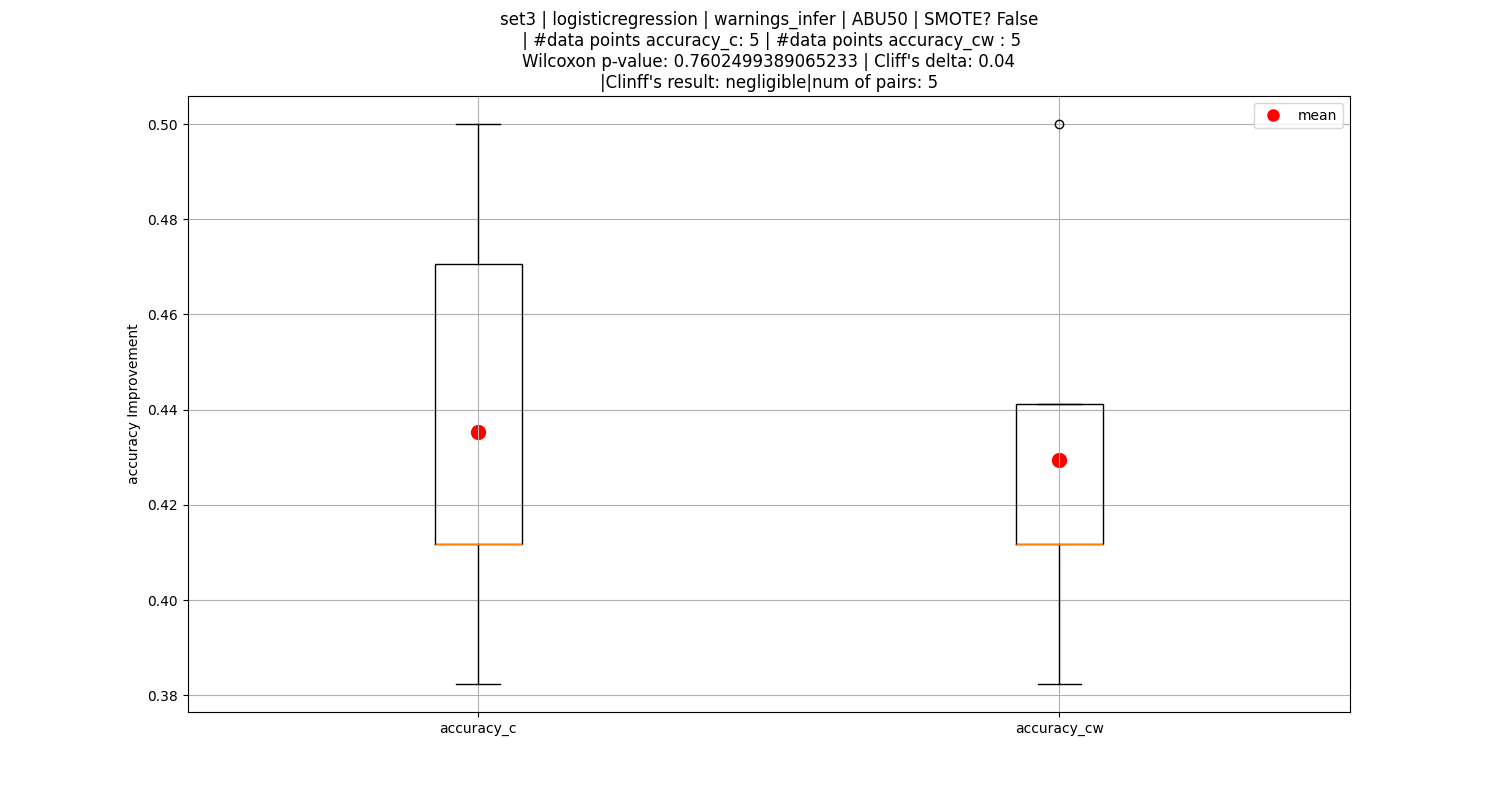 set3 | logisticregression | warnings_infer | ABU50 | SMOTE? False
| #data points accuracy_c: 5 | #data points accuracy_cw : 5
Wilcoxon p-value: 0.7602499389065233 | Cliff's delta: 0.04
|Clinff's result: negligible|num of pairs: 5
mean
0.50
0.48
0.46
0.44
0.42
0.40
0.38
accuracy Improvement
accuracy_c
accuracy_cw